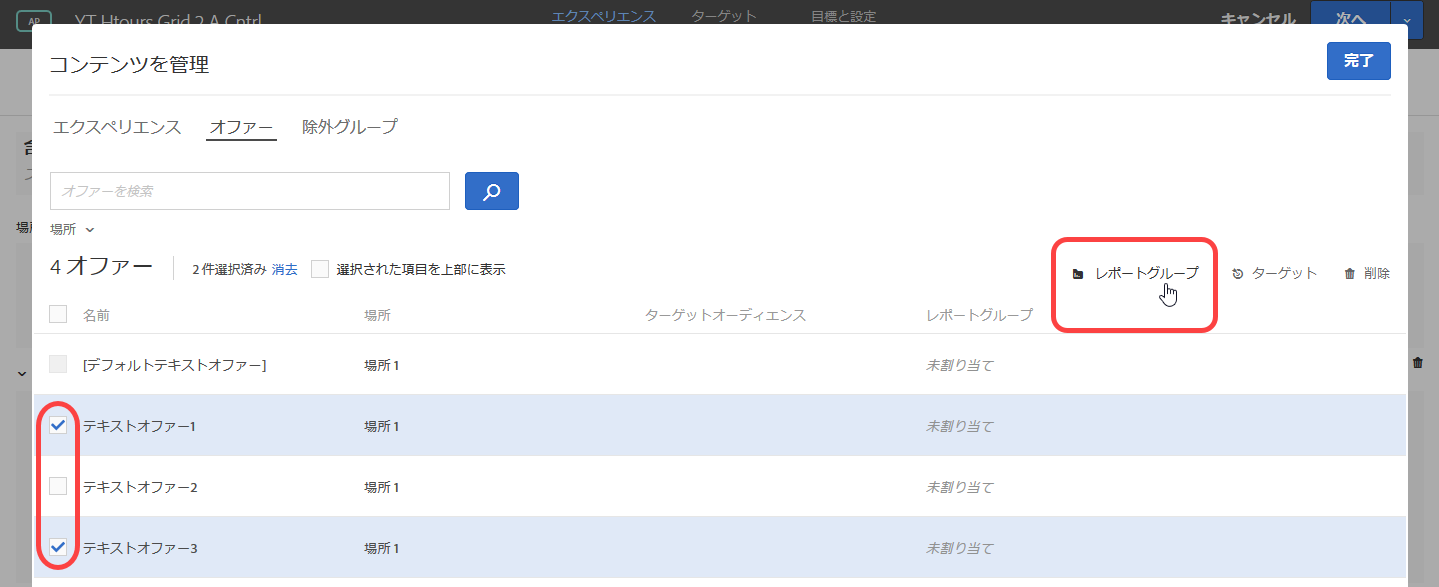 AP YT Htours Grid 2 A Cntrl エクスペリエンス ターゲット 目標と設定 キャンセル 次へ
コンテンツを管理 完了
エクスペリエンス オファー 除外グループ
オファーを検索
場所
4 オファー 2 件選択済み 消去 選択された項目を上部に表示 レポートグループ ターゲット 削除
名前 場所 ターゲットオーディエンス レポートグループ
[デフォルトテキストオファー] 場所 1 未割り当て
テキストオファー1 場所 1 未割り当て
テキストオファー2 場所 1 未割り当て
テキストオファー3 場所 1 未割り当て